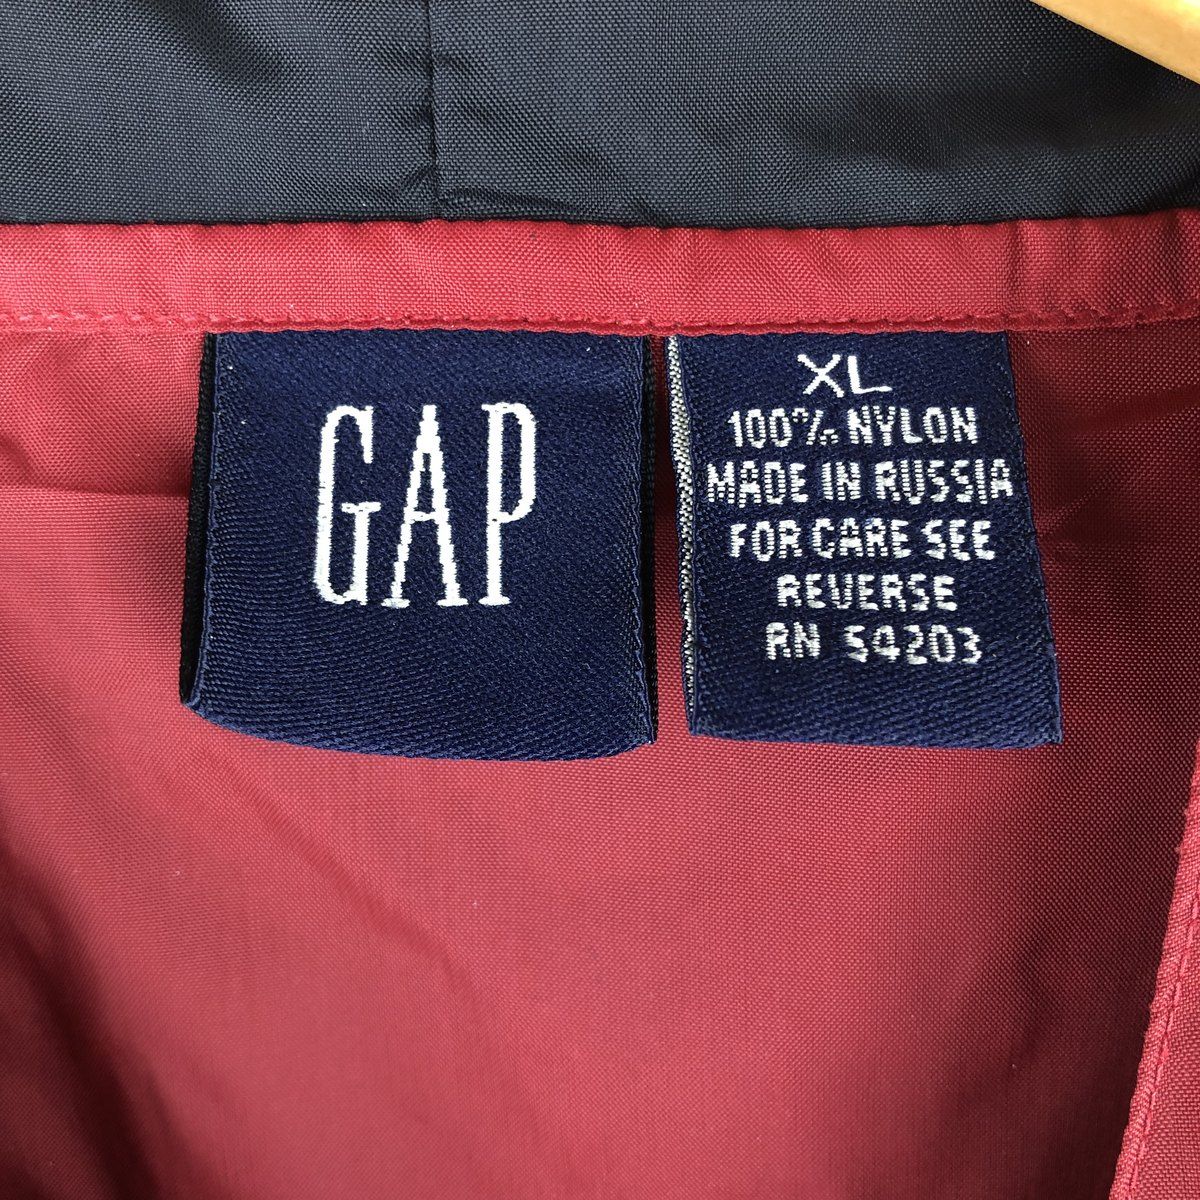 GAP
XL
100% NYLON
MADE IN RUSSIA
FOR CARE SEE
REVERSE
RN 54203